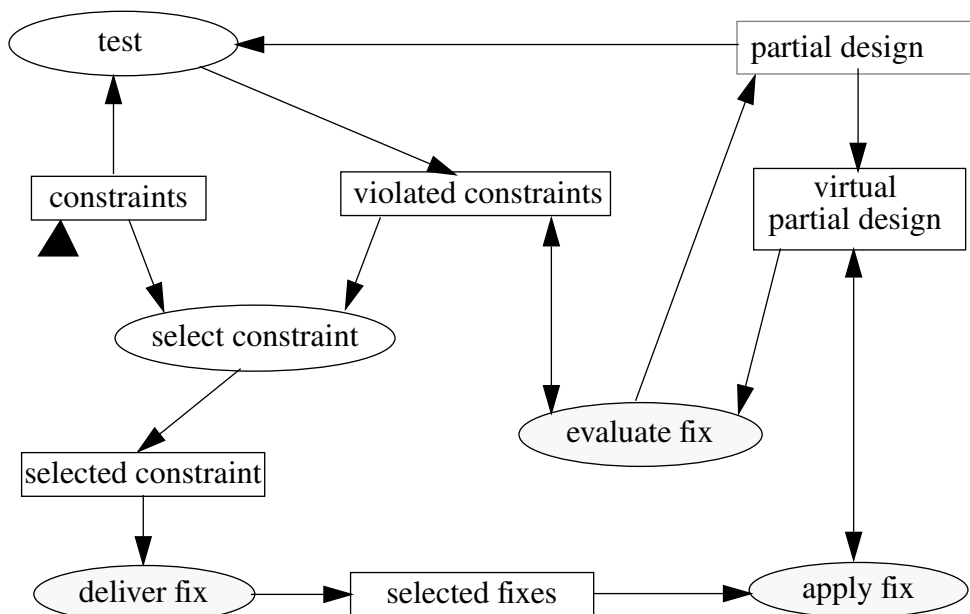 test
partial design
constraints
violated constraints
virtual
partial design
select constraint
evaluate fix
selected constraint
deliver fix
selected fixes
apply fix